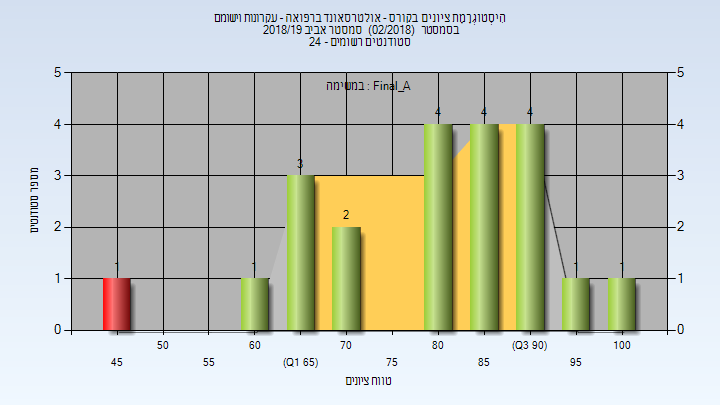 היסטוגרמת ציונים בקורס - אולטרסאונד ברפואה - עקרונות ויישומם
בסמסטר (02/2018) סמסטר אביב 2018/19
סטודנטים רשומים - 24
במשימה : Final_A
5 5
4 4
3 3
2 2
1 1
0 0
מספר סטודנטים
1 1 3 2 4 4 4 1 1
45 50 55 60 (Q1 65) 70 75 80 85 (Q3 90) 95 100
טווח ציונים